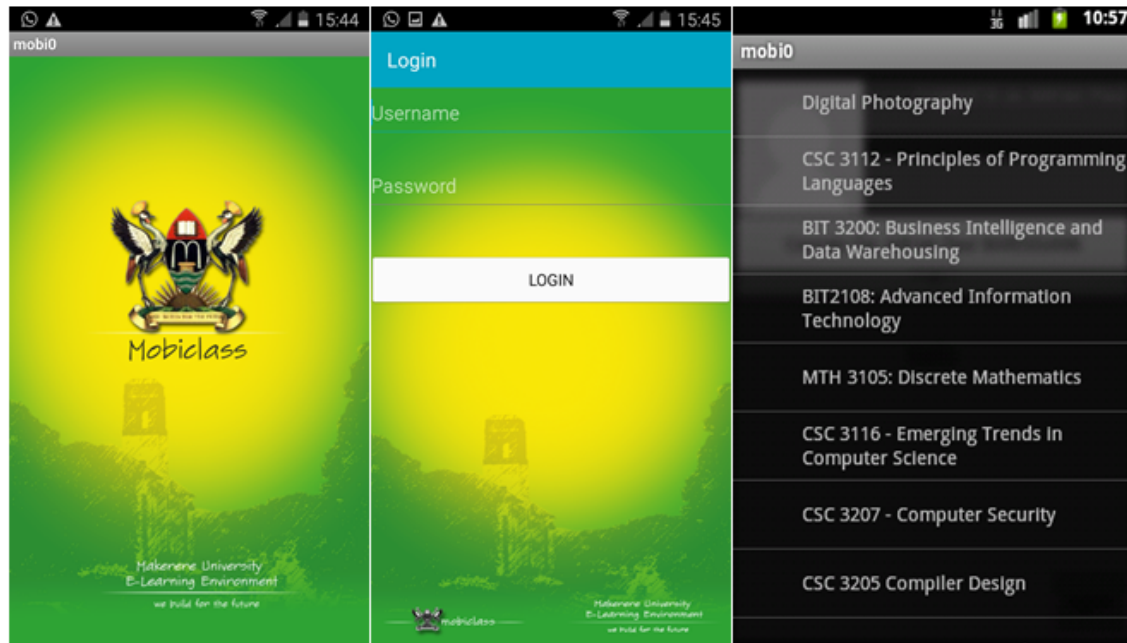 15:44
mobi0
Mobiclass
Makerere University
E-Learning Environment
we build for the future
15:45
Login
Username
Password
LOGIN
mobiclass
Makerere University
E-Learning Environment
we build for the future
3G
10:57
mobi0
Digital Photography
CSC 3112 - Principles of Programming
Languages
BIT 3200: Business Intelligence and
Data Warehousing
BIT2108: Advanced Information
Technology
MTH 3105: Discrete Mathematics
CSC 3116 - Emerging Trends in
Computer Science
CSC 3207 - Computer Security
CSC 3205 Compiler Design